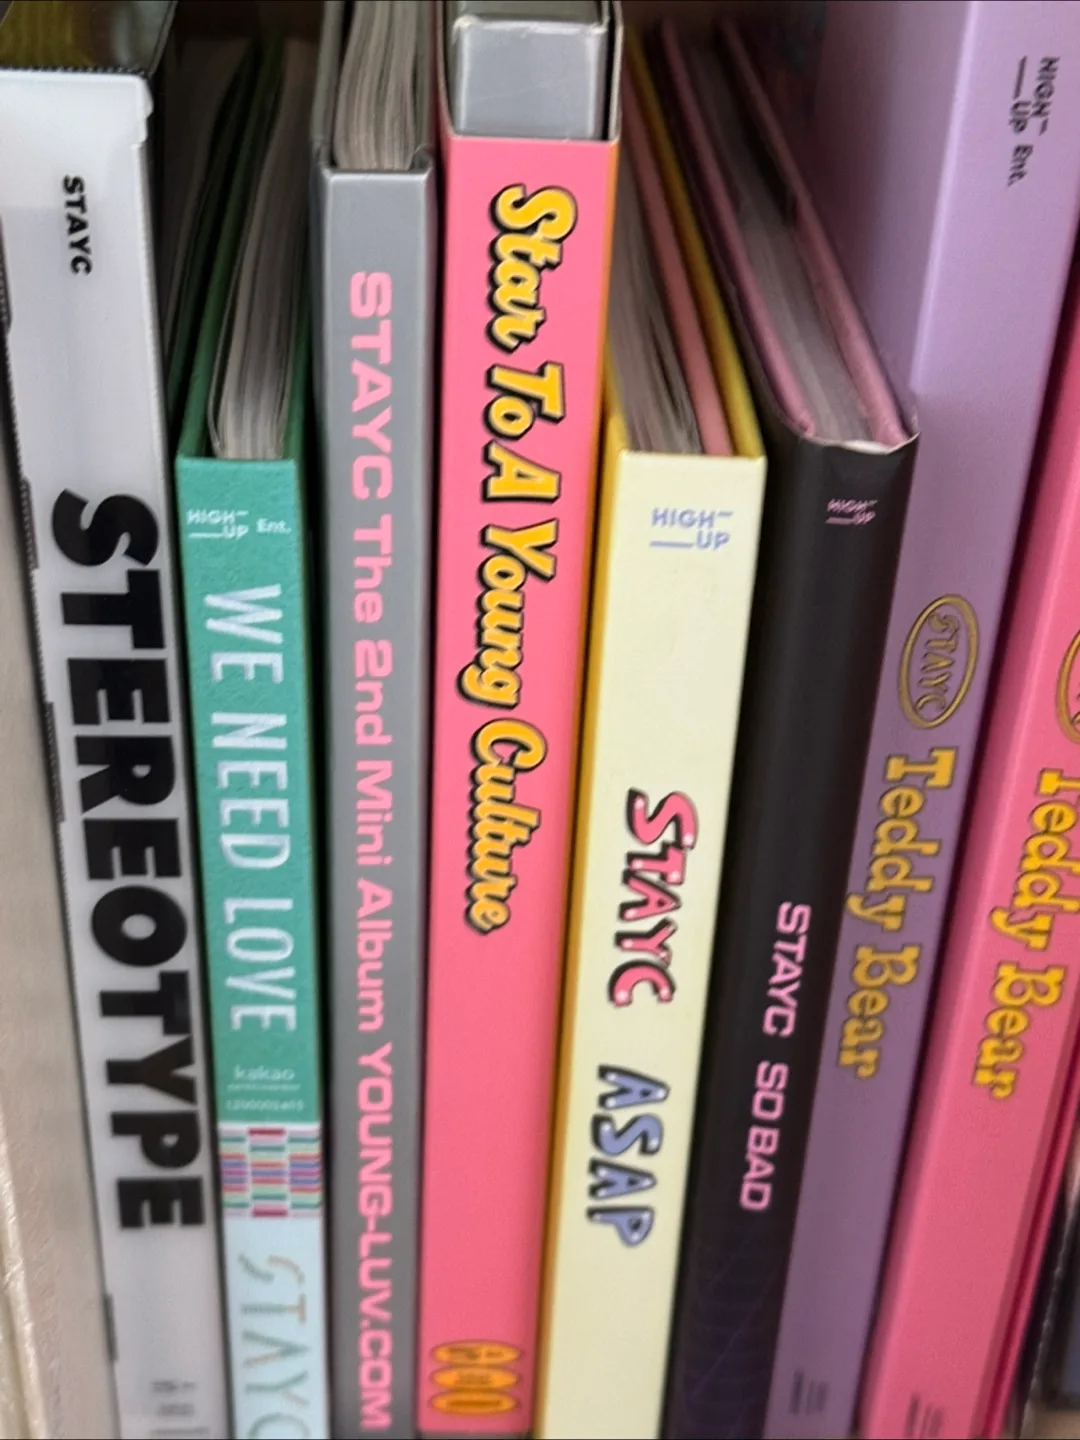 STAYC
STEREOTYPE
HIGH UP Ent.
WE NEED LOVE
kakao
STAYC
STAYC The 2nd Mini Album YOUNG-LUV.COM
Star To A Young Culture
HIGH UP
STAYC
ASAP
HIGH UP
STAYC SO BAD
HIGH UP Ent.
STAYC
Teddy Bear
Teddy Bear